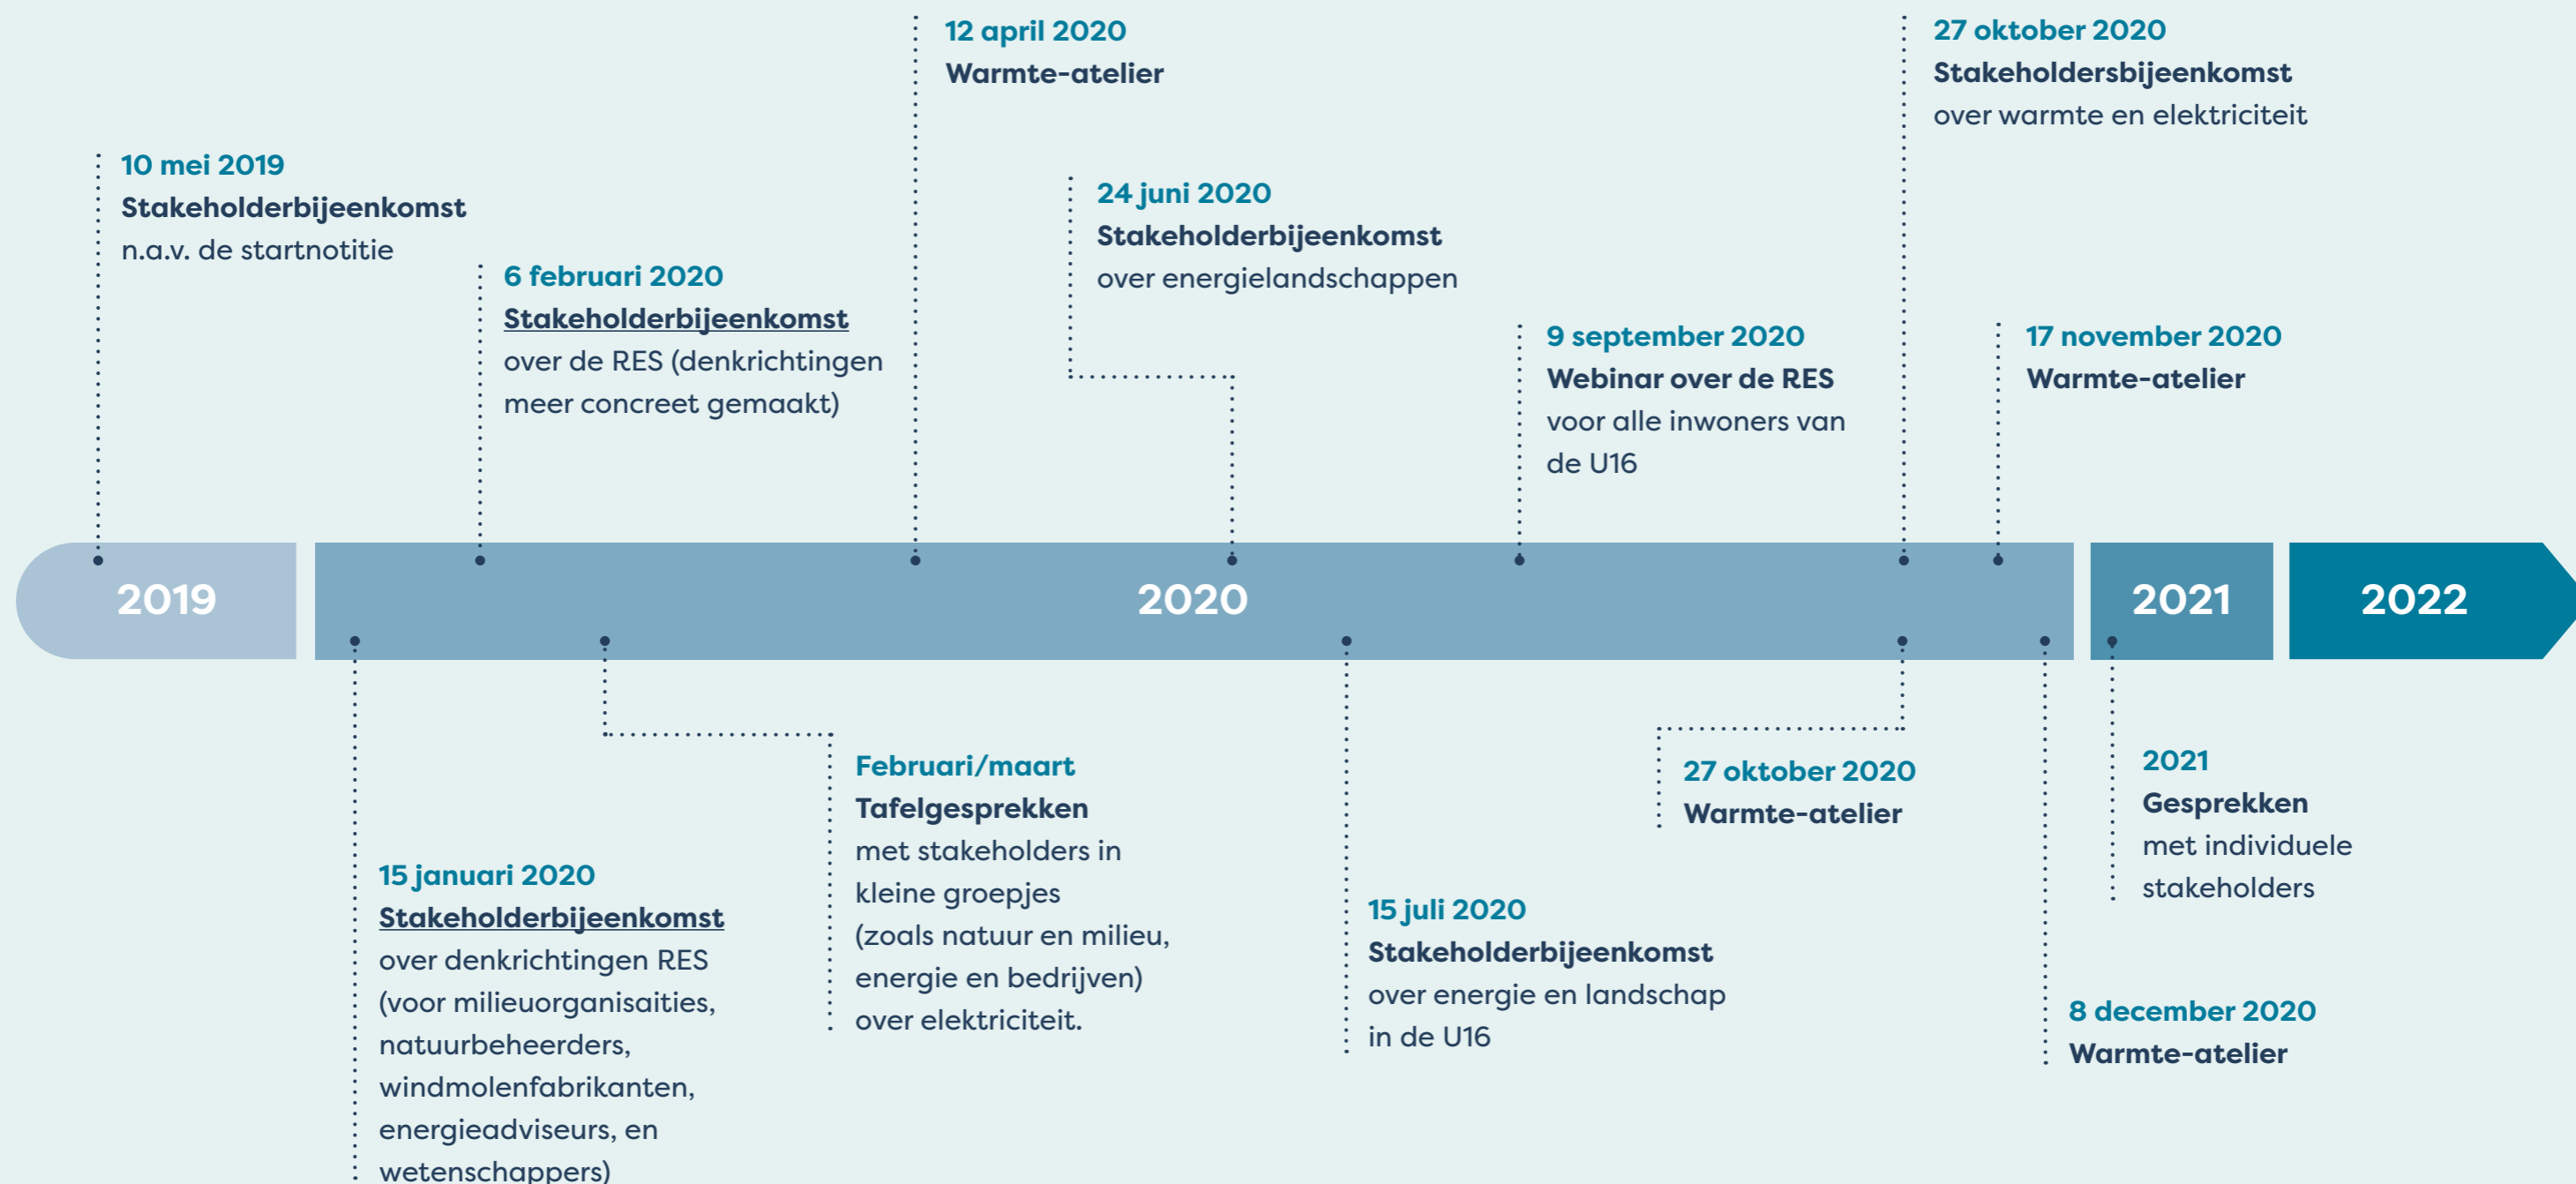 12 april 2020
Warmte-atelier
27 oktober 2020
Stakeholdersbijeenkomst
over warmte en elektriciteit
10 mei 2019
Stakeholderbijeenkomst
n.a.v. de startnotitie
24 juni 2020
Stakeholderbijeenkomst
over energielandschappen
6 februari 2020
Stakeholderbijeenkomst
over de RES (denkrichtingen
meer concreet gemaakt)
9 september 2020
Webinar over de RES
voor alle inwoners van
de U16
17 november 2020
Warmte-atelier
2019
2020
2021
2022
Februari/maart
Tafelgesprekken
met stakeholders in
kleine groepjes
(zoals natuur en milieu,
energie en bedrijven)
over elektriciteit.
27 oktober 2020
Warmte-atelier
2021
Gesprekken
met individuele
stakeholders
15 januari 2020
Stakeholderbijeenkomst
over denkrichtingen RES
(voor milieuorganisaities,
natuurbeheerders,
windmolenfabrikanten,
energieadviseurs, en
wetenschappers)
15 juli 2020
Stakeholderbijeenkomst
over energie en landschap
in de U16
8 december 2020
Warmte-atelier